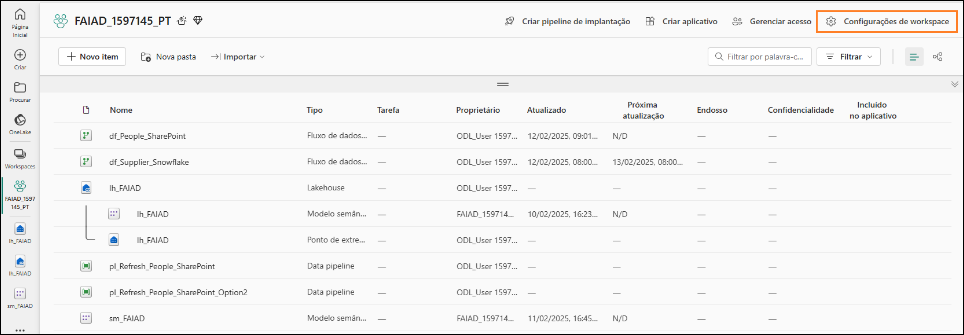 Página Inicial
Criar
Procurar
OneLake
Workspaces
FAIAD_1597145_PT
lh_FAIAD
lh_FAIAD
sm_FAIAD
FAIAD_1597145_PT
Criar pipeline de implantação Criar aplicativo Gerenciar acesso Configurações de workspace
Novo item Nova pasta Importar Filtrar por palavra-c... Filtrar
Nome Tipo Tarefa Proprietário Atualizado Próxima atualização Endosso Confidencialidade Incluído no aplicativo
df_People_SharePoint Fluxo de dados... — ODL_User 1597... 12/02/2025, 09:01... N/D — —
df_Supplier_Snowflake Fluxo de dados... — ODL_User 1597... 12/02/2025, 08:00... 13/02/2025, 08:00... — —
lh_FAIAD Lakehouse — ODL_User 1597... — — — —
lh_FAIAD Modelo semân... — FAIAD_159714... 10/02/2025, 16:23... N/D — —
lh_FAIAD Ponto de extre... — ODL_User 1597... — — — —
pl_Refresh_People_SharePoint Data pipeline — ODL_User 1597... — — — —
pl_Refresh_People_SharePoint_Option2 Data pipeline — ODL_User 1597... — — — —
sm_FAIAD Modelo semân... — FAIAD_159714... 11/02/2025, 16:45... N/D — —